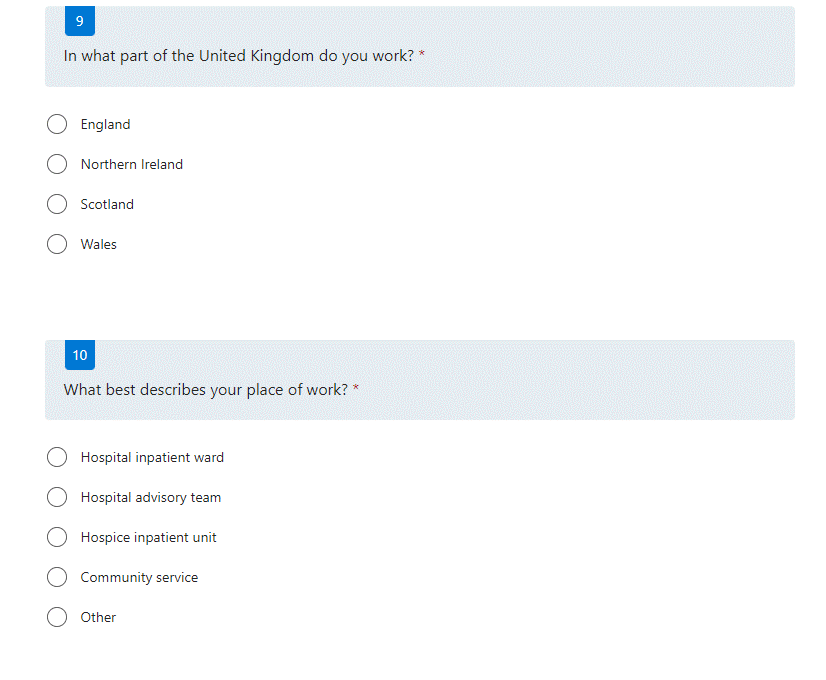 9
In what part of the United Kingdom do you work? *
England
Northern Ireland
Scotland
Wales
10
What best describes your place of work? *
Hospital inpatient ward
Hospital advisory team
Hospice inpatient unit
Community service
Other